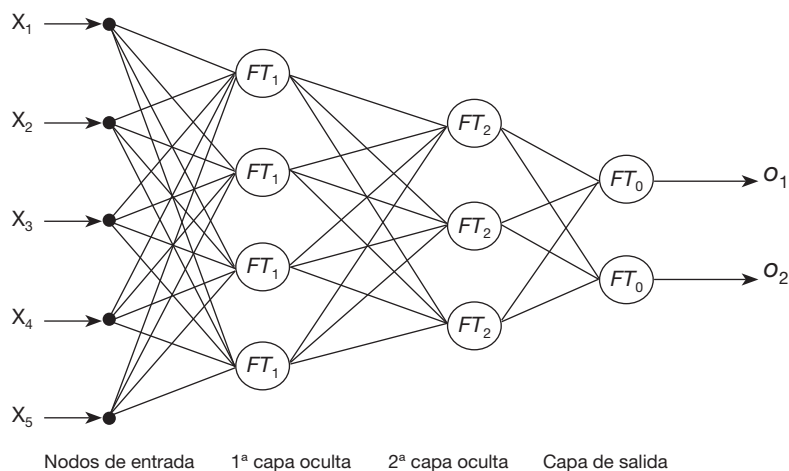 X1
X2
X3
X4
X5
FT1
FT1
FT1
FT1
FT2
FT2
FT2
FT0
FT0
O1
O2
Nodos de entrada
1ª capa oculta
2ª capa oculta
Capa de salida